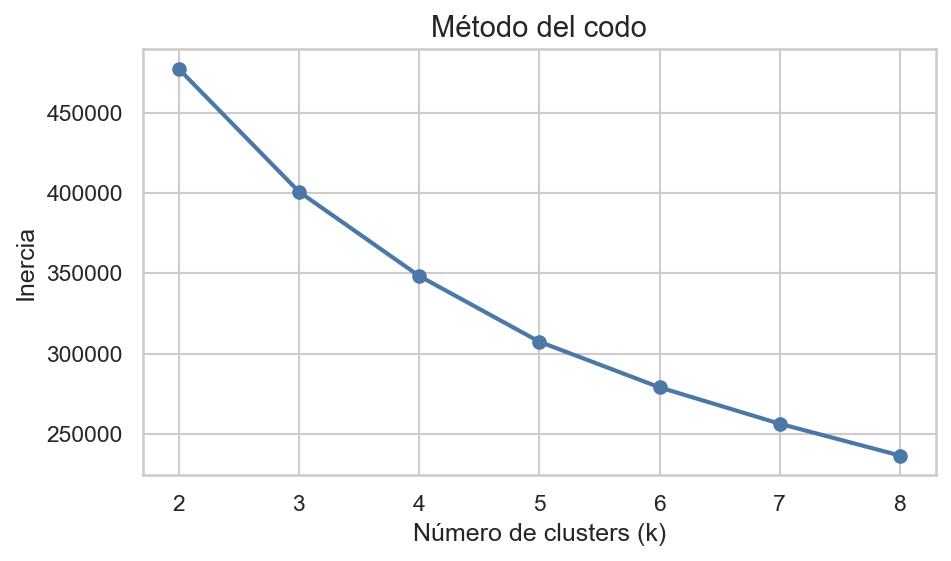 Método del codo
450000
400000
350000
300000
250000
Inercia
2 3 4 5 6 7 8
Número de clusters (k)